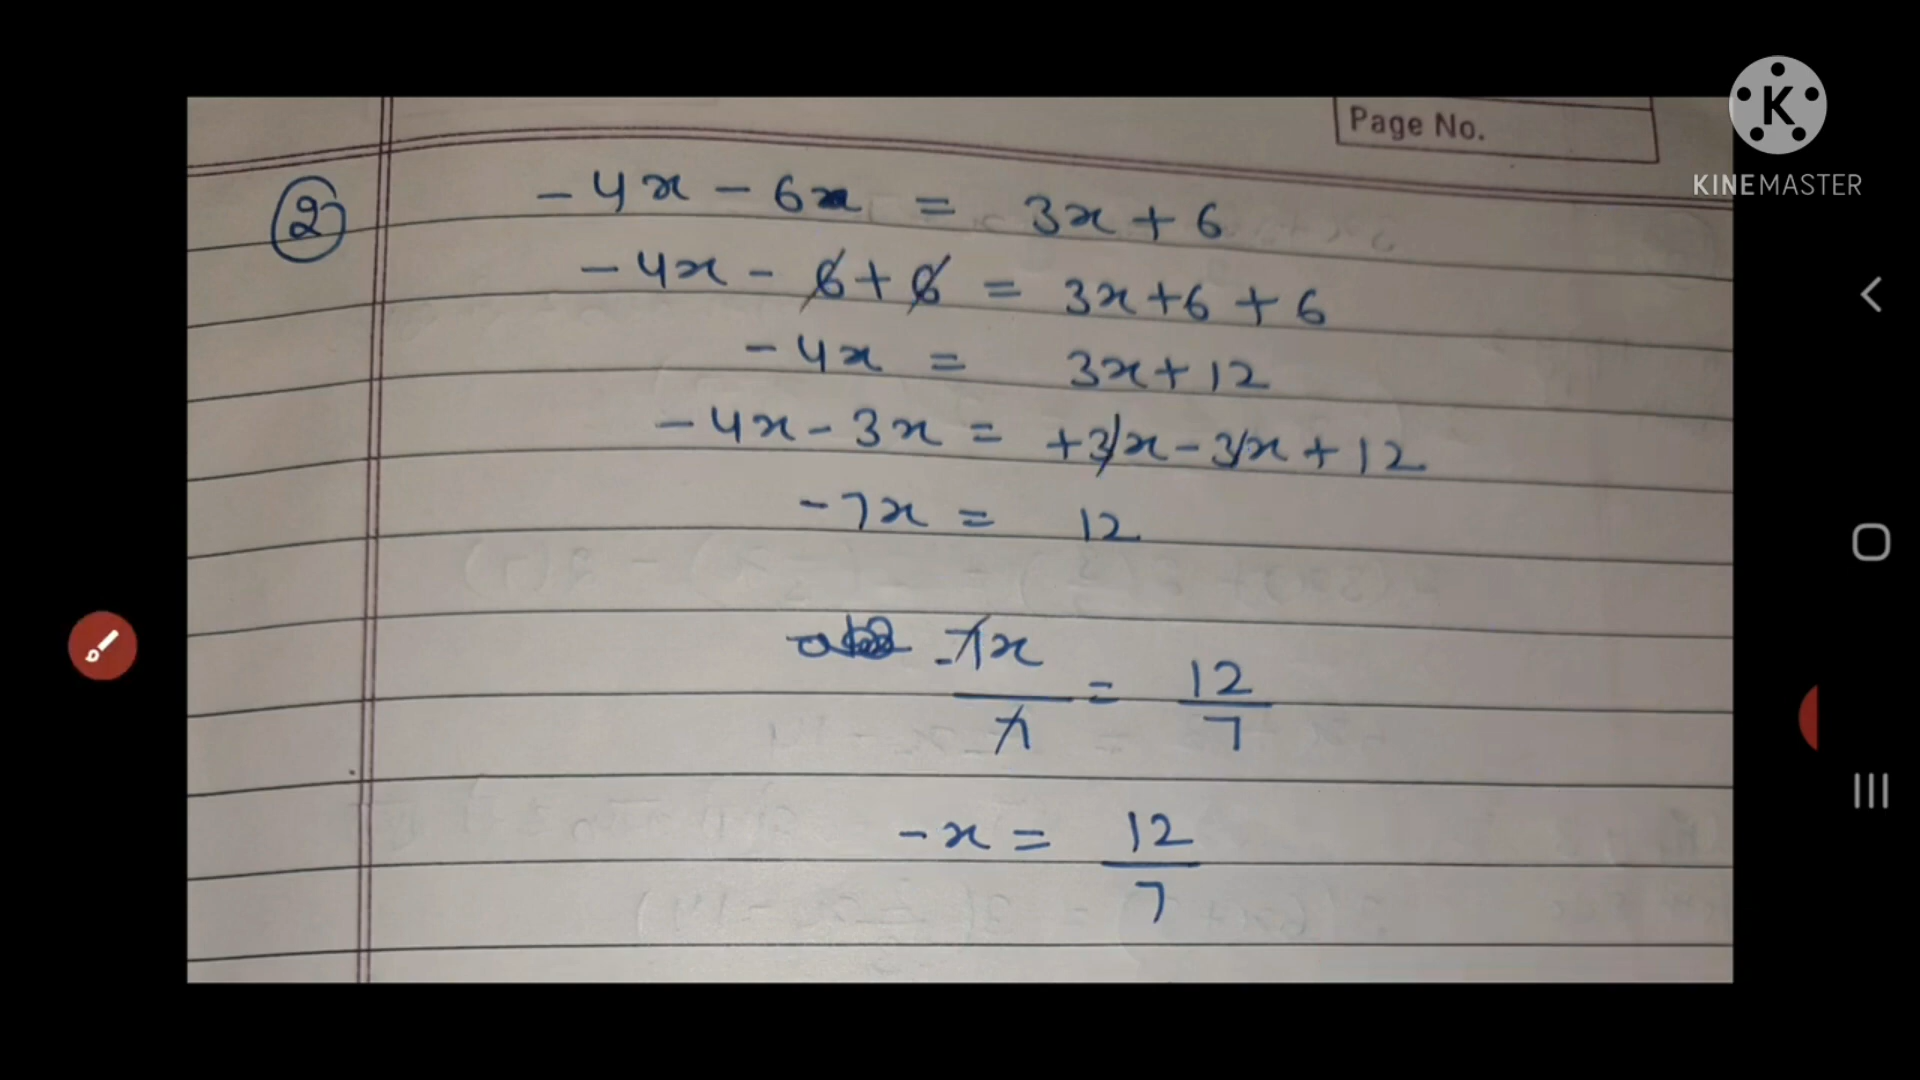 Page No.
K
KINEMASTER
② -4x - 6x = 3x + 6
-4x - 6 + 6 = 3x + 6 + 6
-4x = 3x + 12
-4x - 3x = +3x - 3x + 12
-7x = 12
-7x/7 = 12/7
-x = 12/7